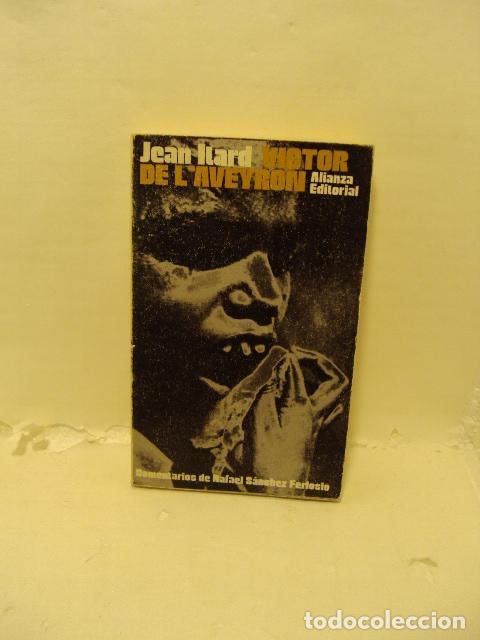 Jean Itard VICTOR
DE L'AVEYRON Alianza
Editorial
Comentarios de Rafael Sánchez Ferlosio
todocoleccion